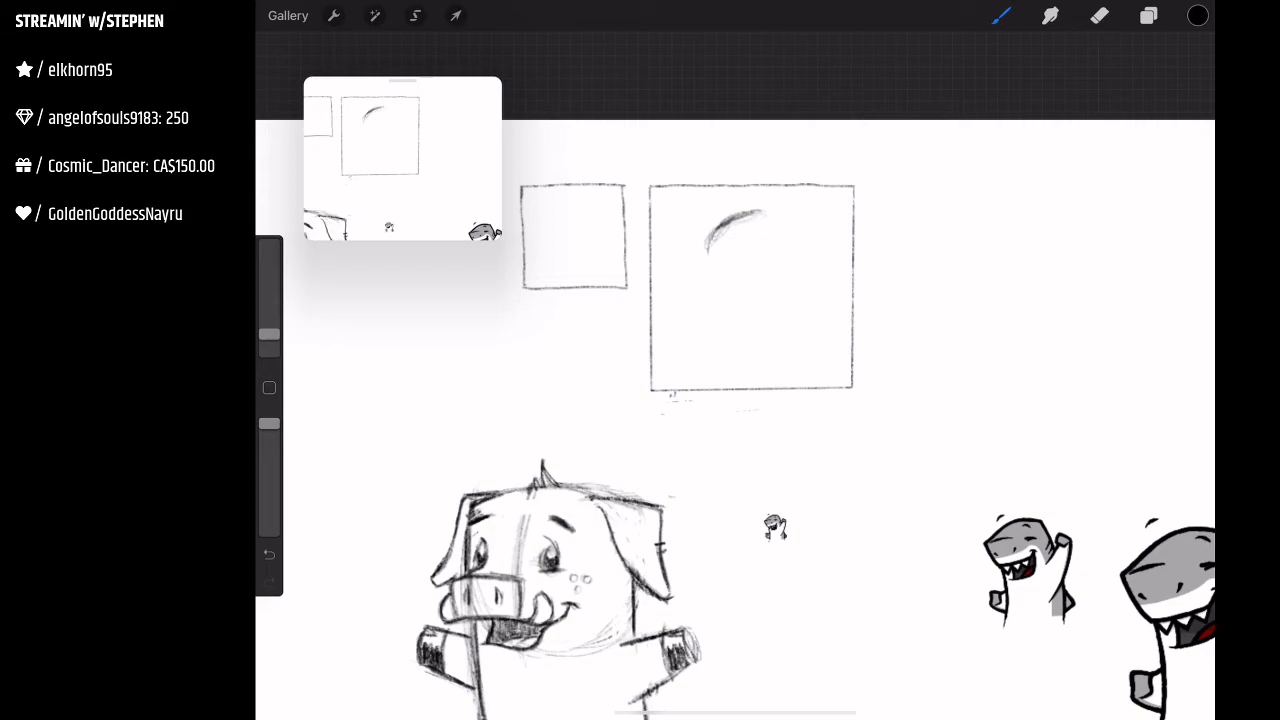 STREAMIN' w/STEPHEN
/ elkhorn95
/ angelofsouls9183: 250
/ Cosmic_Dancer: CA$150.00
/ GoldenGoddessNayru
Gallery